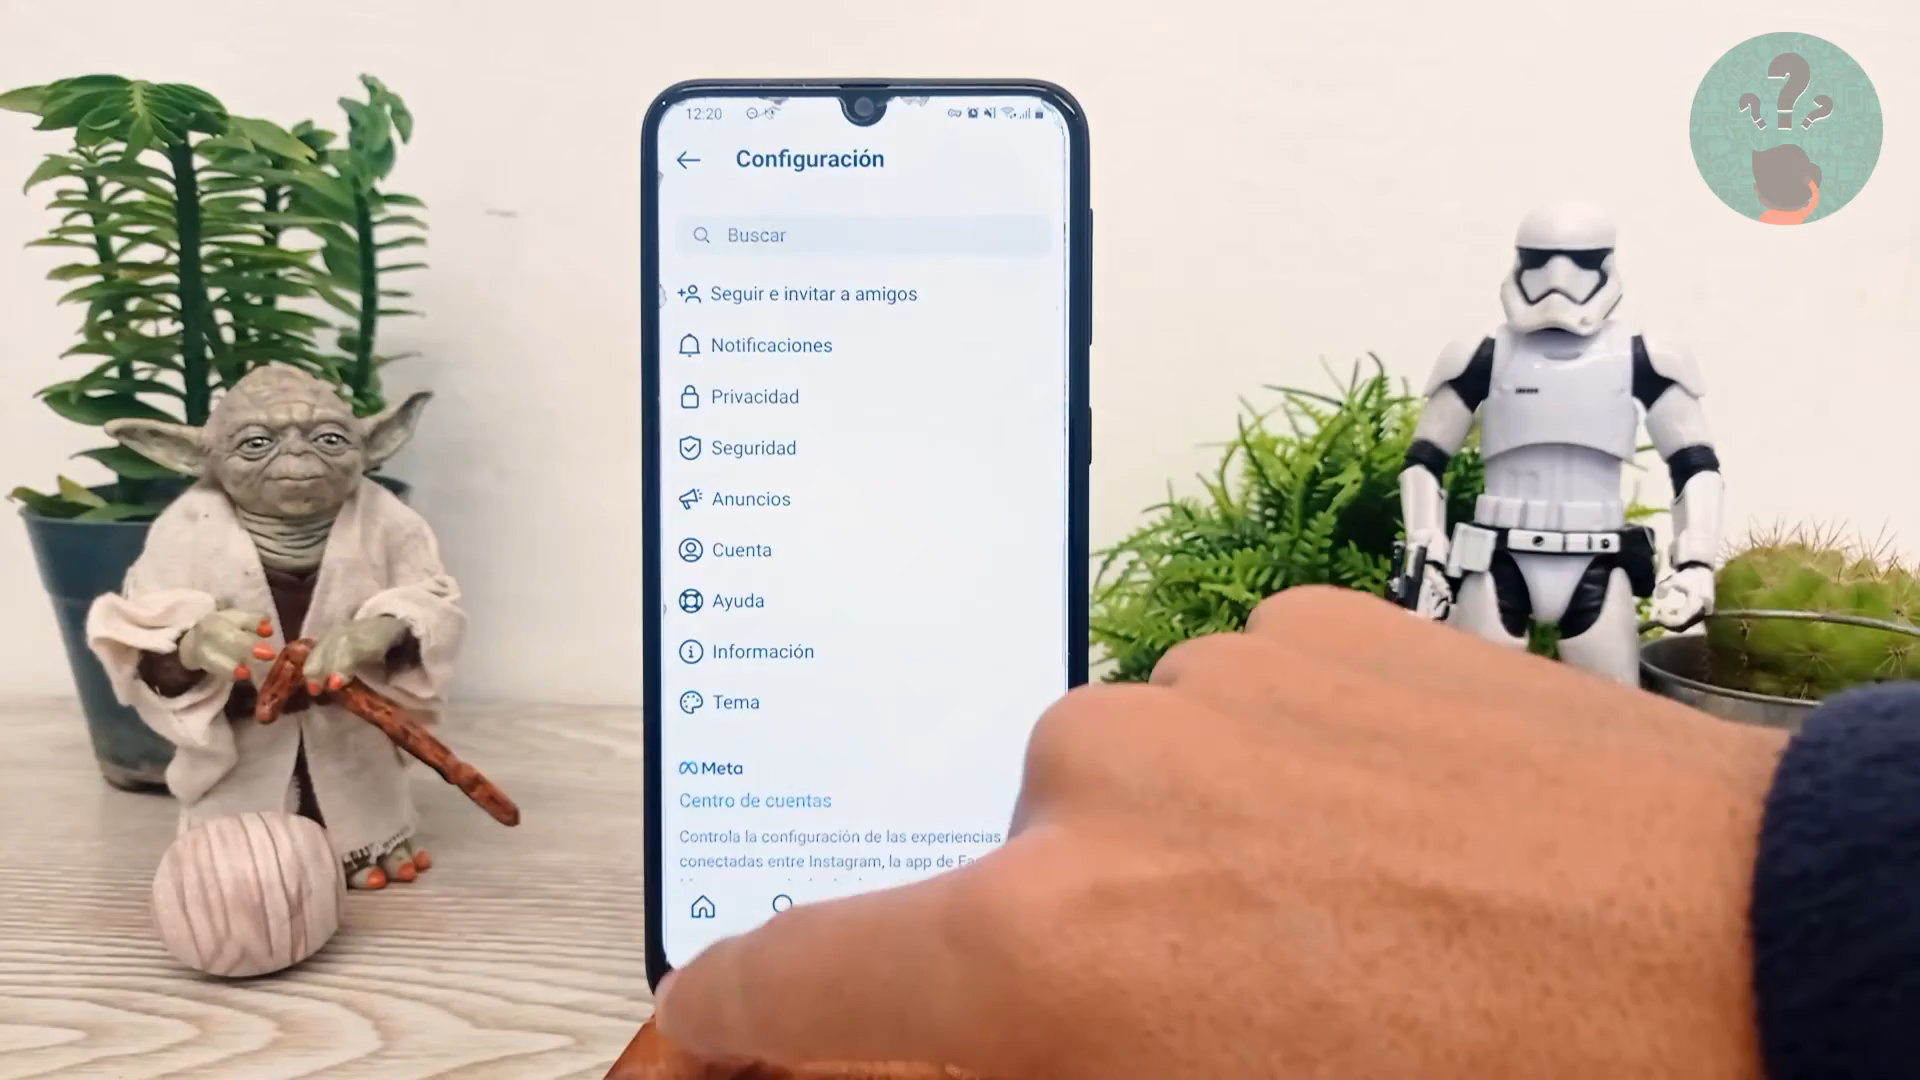 12:20
Configuración
Buscar
Seguir e invitar a amigos
Notificaciones
Privacidad
Seguridad
Anuncios
Cuenta
Ayuda
Información
Tema
Meta
Centro de cuentas
Controla la configuración de las experiencias
conectadas entre Instagram, la app de